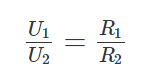 U₁/U₂ = R₁/R₂